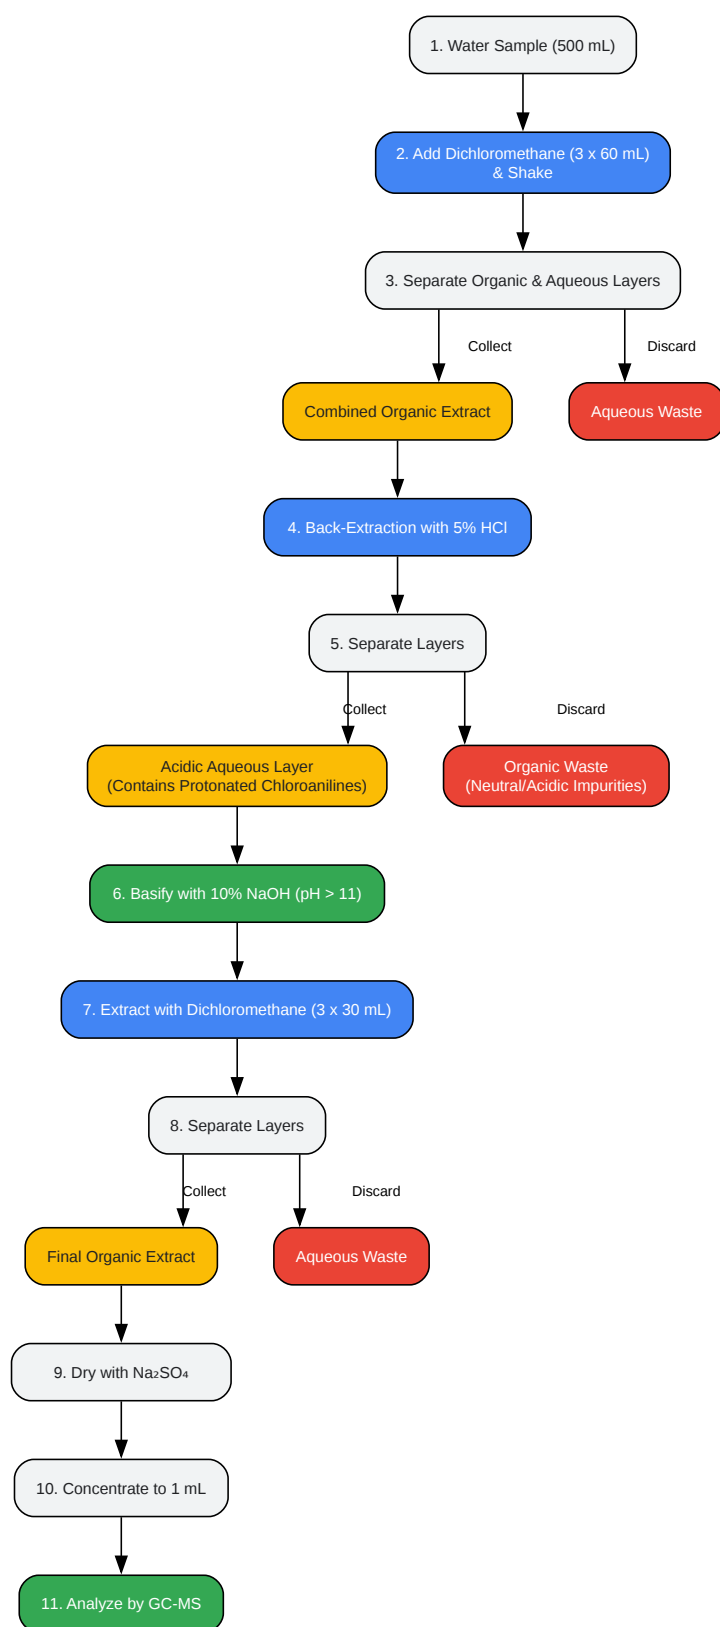 1. Water Sample (500 mL)
2. Add Dichloromethane (3 x 60 mL)
& Shake
3. Separate Organic & Aqueous Layers
Collect
Discard
Combined Organic Extract
Aqueous Waste
4. Back-Extraction with 5% HCl
5. Separate Layers
Collect
Discard
Acidic Aqueous Layer
(Contains Protonated Chloroanilines)
Organic Waste
(Neutral/Acidic Impurities)
6. Basify with 10% NaOH (pH > 11)
7. Extract with Dichloromethane (3 x 30 mL)
8. Separate Layers
Collect
Discard
Final Organic Extract
Aqueous Waste
9. Dry with Na₂SO₄
10. Concentrate to 1 mL
11. Analyze by GC-MS